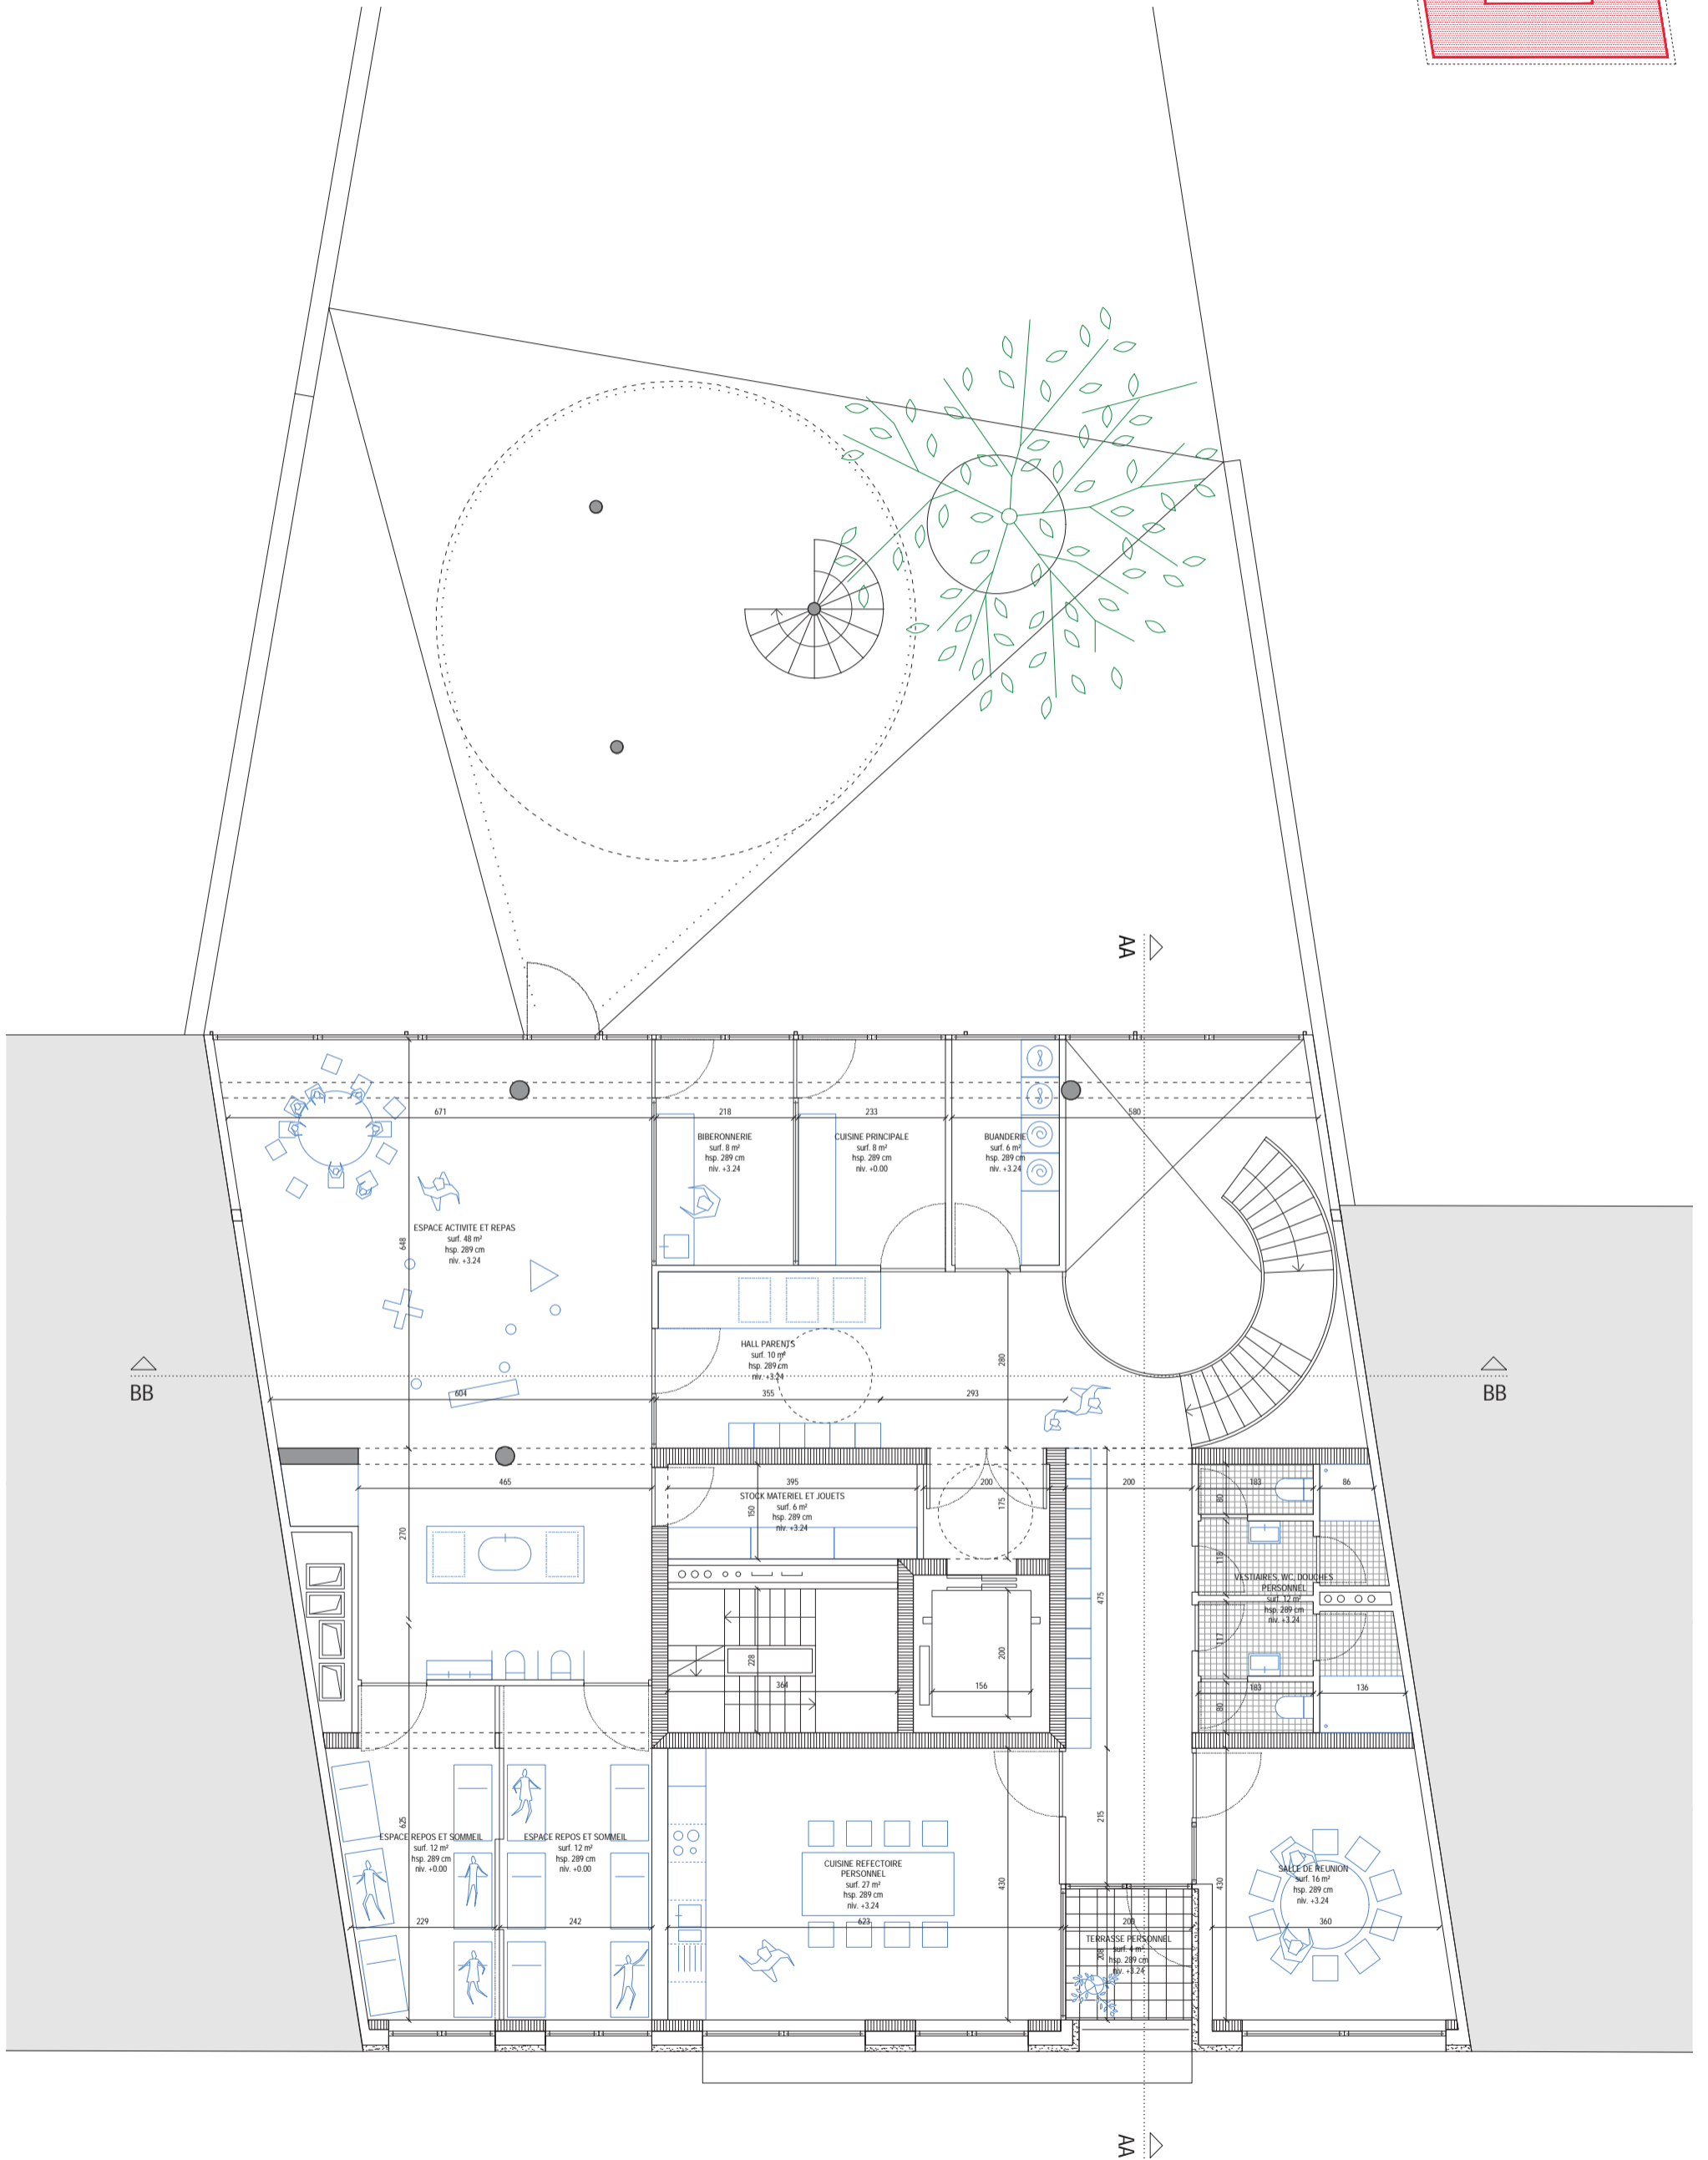 AA
671
218
233
580
BIBERONNERIE
surf. 8 m²
hsp. 289 cm
niv. +3.24
CUISINE PRINCIPALE
surf. 8 m²
hsp. 289 cm
niv. +0.00
BUANDERIE
surf. 6 m²
hsp. 289 cm
niv. +3.24
ESPACE ACTIVITE ET REPAS
surf. 48 m²
hsp. 289 cm
niv. +3.24
648
HALL PARENTS
surf. 10 m²
hsp. 289 cm
niv. +3.24
280
BB
BB
604
355
293
465
395
200
200
183
86
STOCK MATERIEL ET JOUETS
surf. 6 m²
hsp. 289 cm
niv. +3.24
150
175
80
270
118
VESTIAIRES, WC, DOUCHES
PERSONNEL
surf. 12 m²
hsp. 289 cm
niv. +3.24
475
117
228
200
364
156
183
136
80
625
215
ESPACE REPOS ET SOMMEIL
surf. 12 m²
hsp. 289 cm
niv. +0.00
ESPACE REPOS ET SOMMEIL
surf. 12 m²
hsp. 289 cm
niv. +0.00
CUISINE REFECTOIRE
PERSONNEL
surf. 27 m²
hsp. 289 cm
niv. +3.24
430
SALLE DE REUNION
surf. 16 m²
hsp. 289 cm
niv. +3.24
430
229
242
623
200
360
TERRASSE PERSONNEL
surf. 4 m²
hsp. 289 cm
niv. +3.24
208
AA